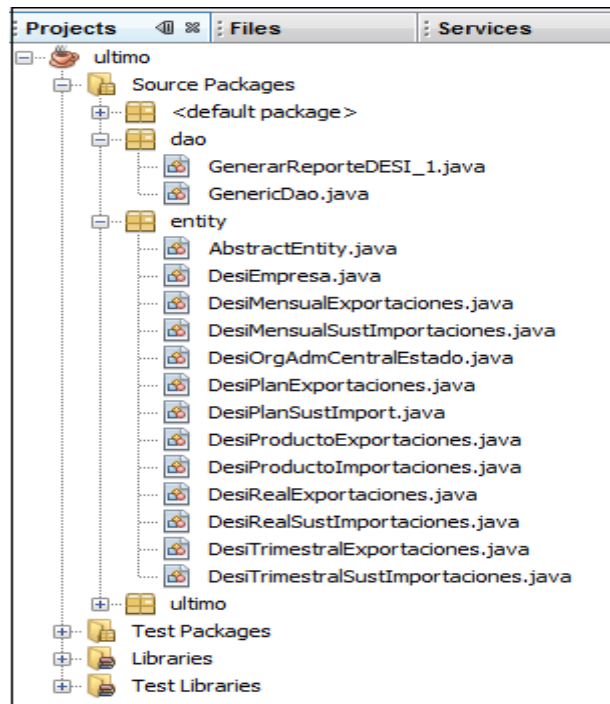 Projects Files Services
ultimo
Source Packages
<default package>
dao
GenerarReporteDESI_1.java
GenericDao.java
entity
AbstractEntity.java
DesiEmpresa.java
DesiMensualExportaciones.java
DesiMensualSustImportaciones.java
DesiOrgAdmCentralEstado.java
DesiPlanExportaciones.java
DesiPlanSustImport.java
DesiProductoExportaciones.java
DesiProductoImportaciones.java
DesiRealExportaciones.java
DesiRealSustImportaciones.java
DesiTrimestralExportaciones.java
DesiTrimestralSustImportaciones.java
ultimo
Test Packages
Libraries
Test Libraries